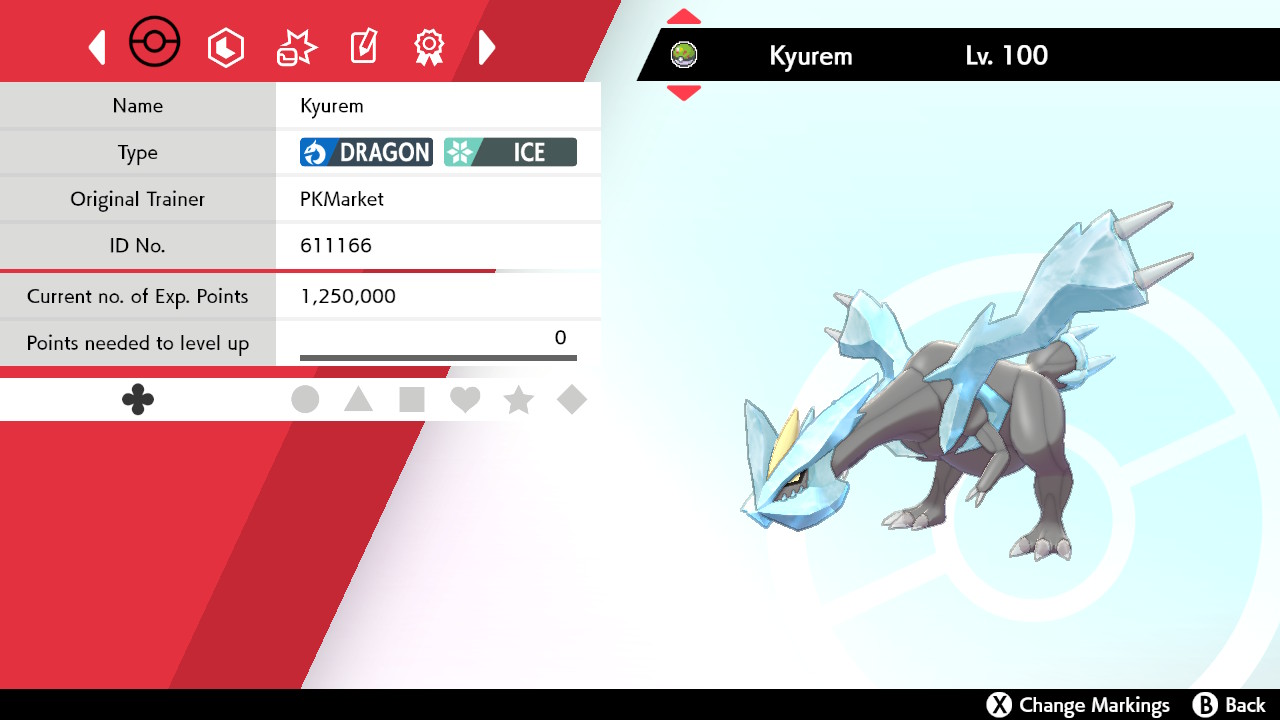 Kyurem Lv. 100
Name Kyurem
Type DRAGON ICE
Original Trainer PKMarket
ID No. 611166
Current no. of Exp. Points 1,250,000
Points needed to level up 0
X Change Markings B Back